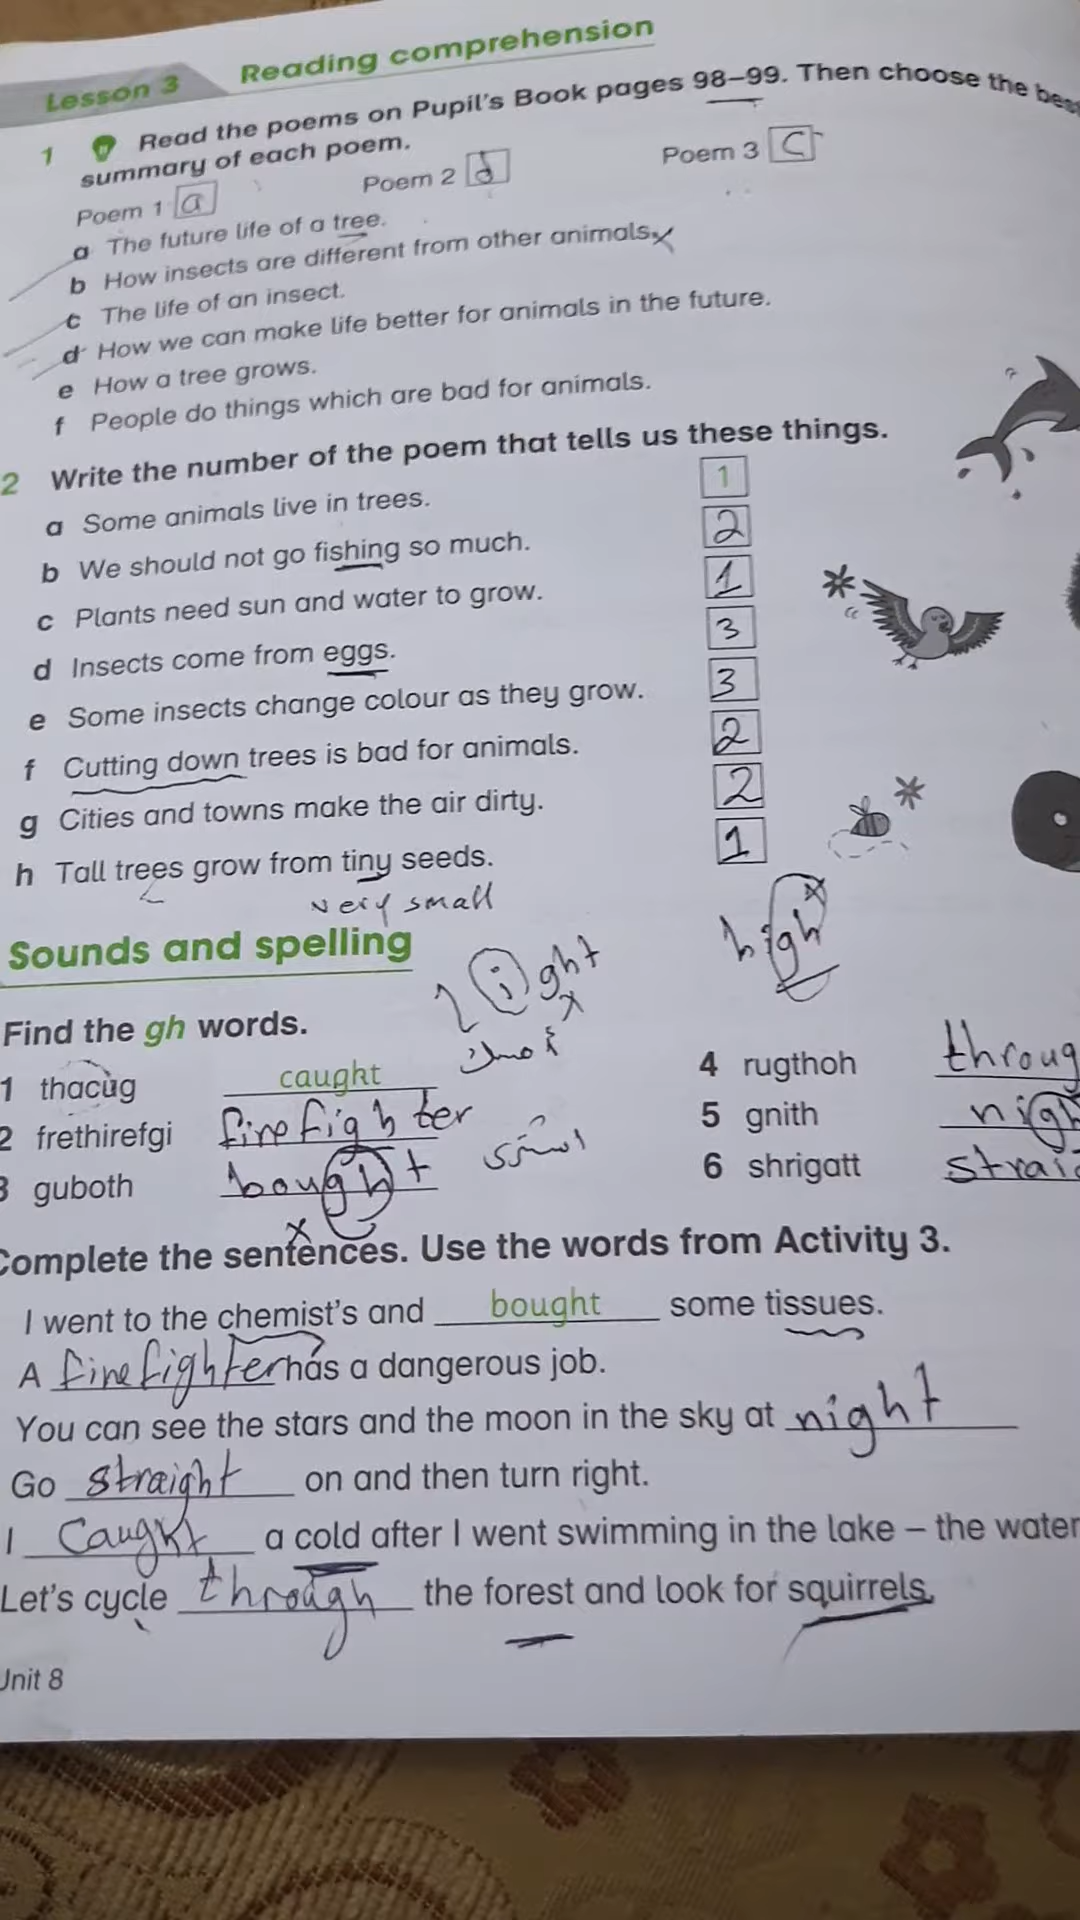 Lesson 3 Reading comprehension
1 Read the poems on Pupil's Book pages 98–99. Then choose the best
summary of each poem.
Poem 1 a Poem 2 d Poem 3 c
a The future life of a tree.
b How insects are different from other animals. x
c The life of an insect.
d How we can make life better for animals in the future.
e How a tree grows.
f People do things which are bad for animals.
2 Write the number of the poem that tells us these things.
a Some animals live in trees. 1
b We should not go fishing so much. 2
c Plants need sun and water to grow. 1
d Insects come from eggs. 3
e Some insects change colour as they grow. 3
f Cutting down trees is bad for animals. 2
g Cities and towns make the air dirty. 2
h Tall trees grow from tiny seeds. 1
very small
Sounds and spelling
light x
high x
Find the gh words.
1 thacug caught
أمسك
2 frethirefgi firefighter
3 guboth bought
اشترى
x
4 rugthoh throug
5 gnith nigh
6 shrigatt strai
Complete the sentences. Use the words from Activity 3.
I went to the chemist's and bought some tissues.
A firefighter has a dangerous job.
You can see the stars and the moon in the sky at night
Go straight on and then turn right.
I caught a cold after I went swimming in the lake – the water
Let's cycle through the forest and look for squirrels.
Unit 8